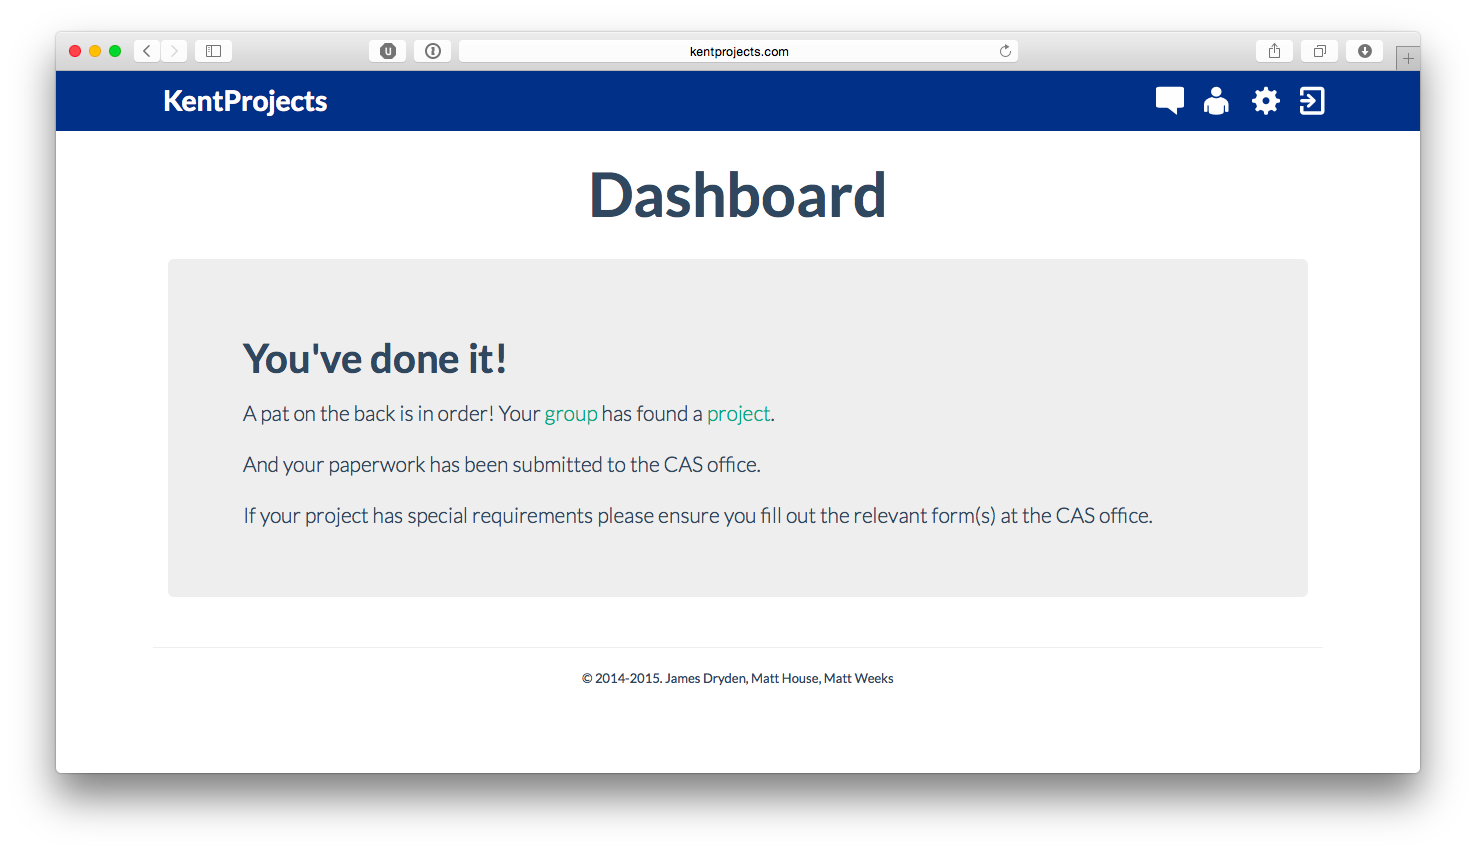 kentprojects.com
KentProjects
Dashboard
You've done it!
A pat on the back is in order! Your group has found a project.
And your paperwork has been submitted to the CAS office.
If your project has special requirements please ensure you fill out the relevant form(s) at the CAS office.
© 2014-2015. James Dryden, Matt House, Matt Weeks